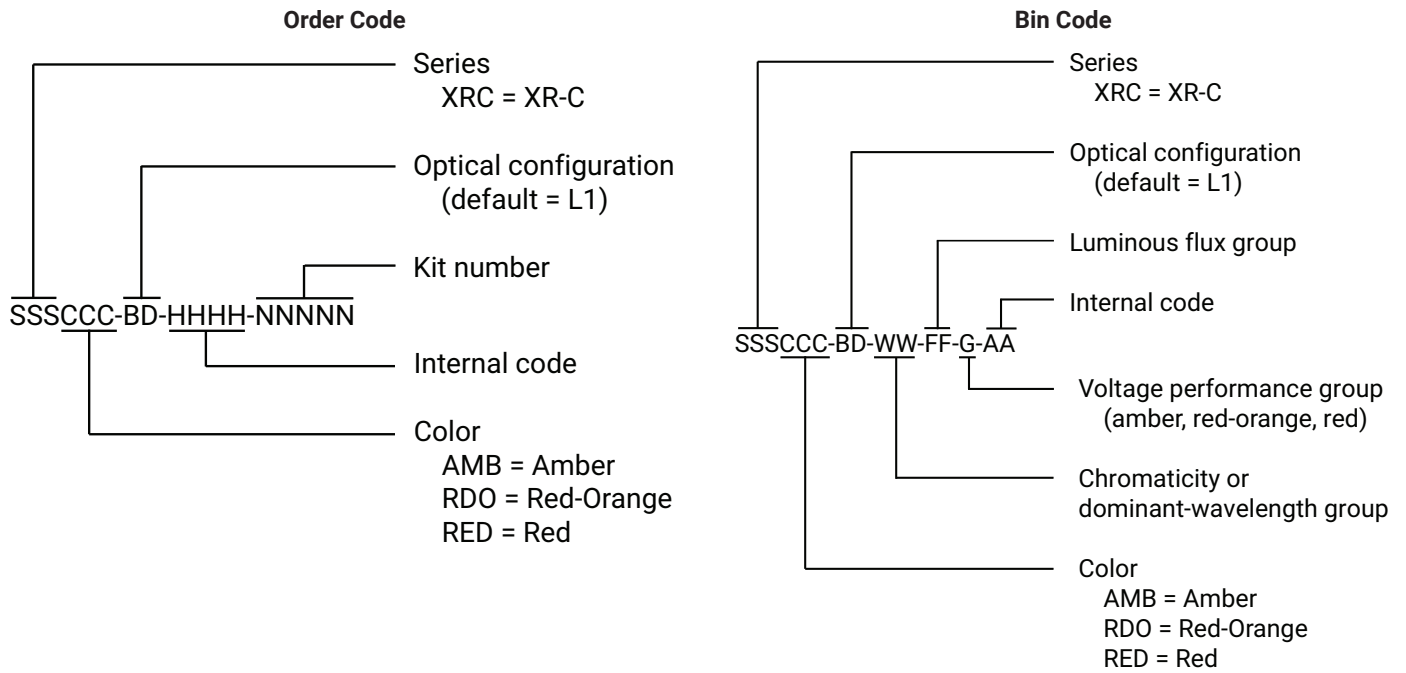 Order Code
Series
XRC = XR-C
Optical configuration
(default = L1)
Kit number
SSSCCC-BD-HHHH-NNNNN
Internal code
Color
AMB = Amber
RDO = Red-Orange
RED = Red
Bin Code
Series
XRC = XR-C
Optical configuration
(default = L1)
Luminous flux group
Internal code
SSSCCC-BD-WW-FF-G-AA
Voltage performance group
(amber, red-orange, red)
Chromaticity or
dominant-wavelength group
Color
AMB = Amber
RDO = Red-Orange
RED = Red